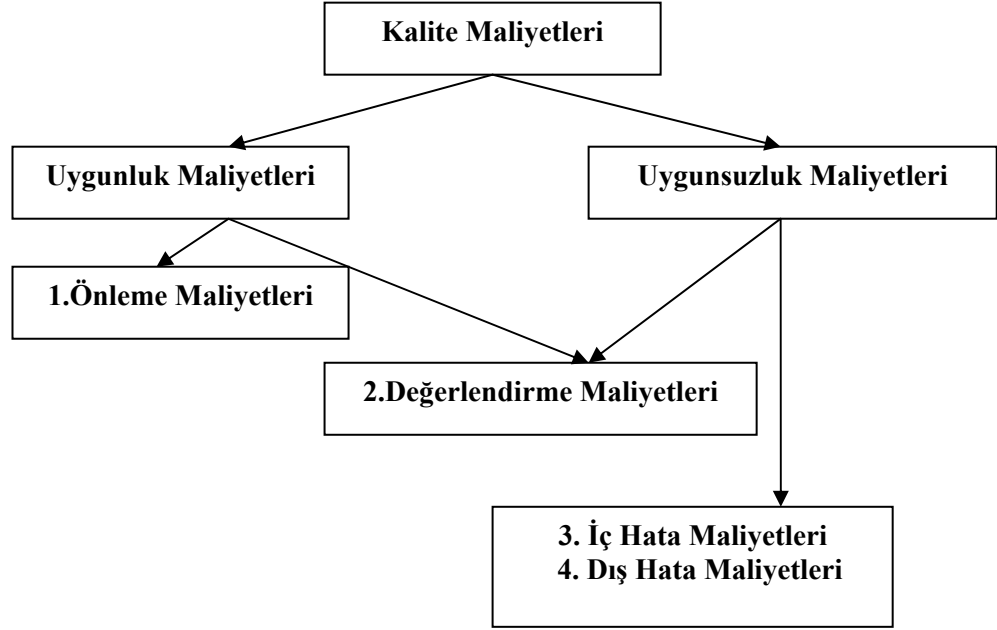 Kalite Maliyetleri
Uygunluk Maliyetleri
Uygunsuzluk Maliyetleri
1.Önleme Maliyetleri
2.Değerlendirme Maliyetleri
3. İç Hata Maliyetleri
4. Dış Hata Maliyetleri